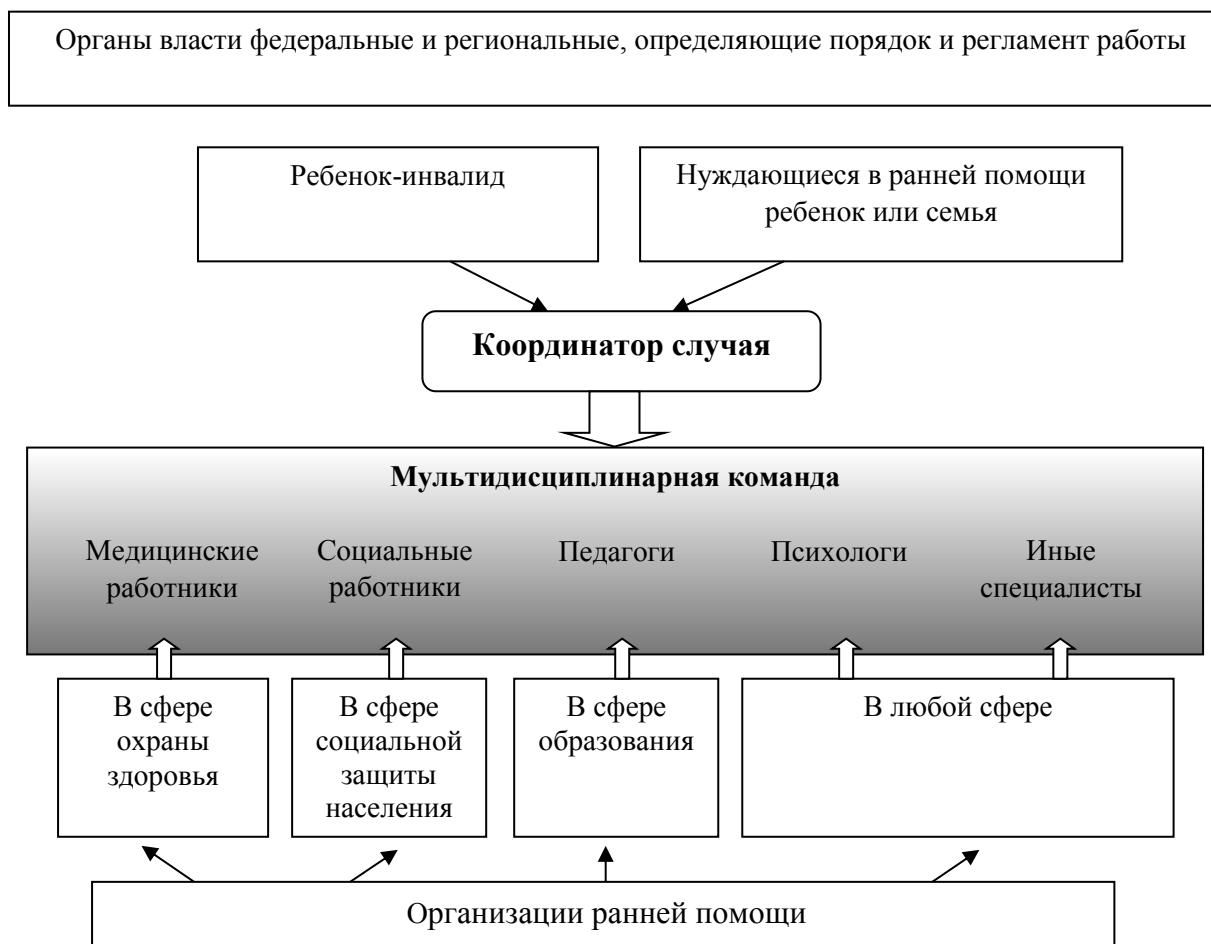 Органы власти федеральные и региональные, определяющие порядок и регламент работы
Ребенок-инвалид
Нуждающиеся в ранней помощи
ребенок или семья
Координатор случая
Мультидисциплинарная команда
Медицинские
работники
Социальные
работники
Педагоги
Психологи
Иные
специалисты
В сфере
охраны
здоровья
В сфере
социальной
защиты
населения
В сфере
образования
В любой сфере
Организации ранней помощи